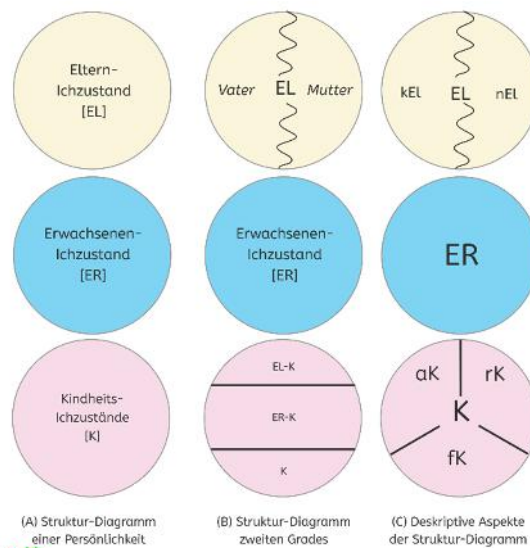 Eltern-
Ichzustand
[EL]
Vater
EL
Mutter
kEl
EL
nEl
Erwachsenen-
Ichzustand
[ER]
Erwachsenen-
Ichzustand
[ER]
ER
Kindheits-
Ichzustände
[K]
EL-K
ER-K
K
aK
rK
K
fK
(A) Struktur-Diagramm
einer Persönlichkeit
(B) Struktur-Diagramm
zweiten Grades
(C) Deskriptive Aspekte
der Struktur-Diagramm